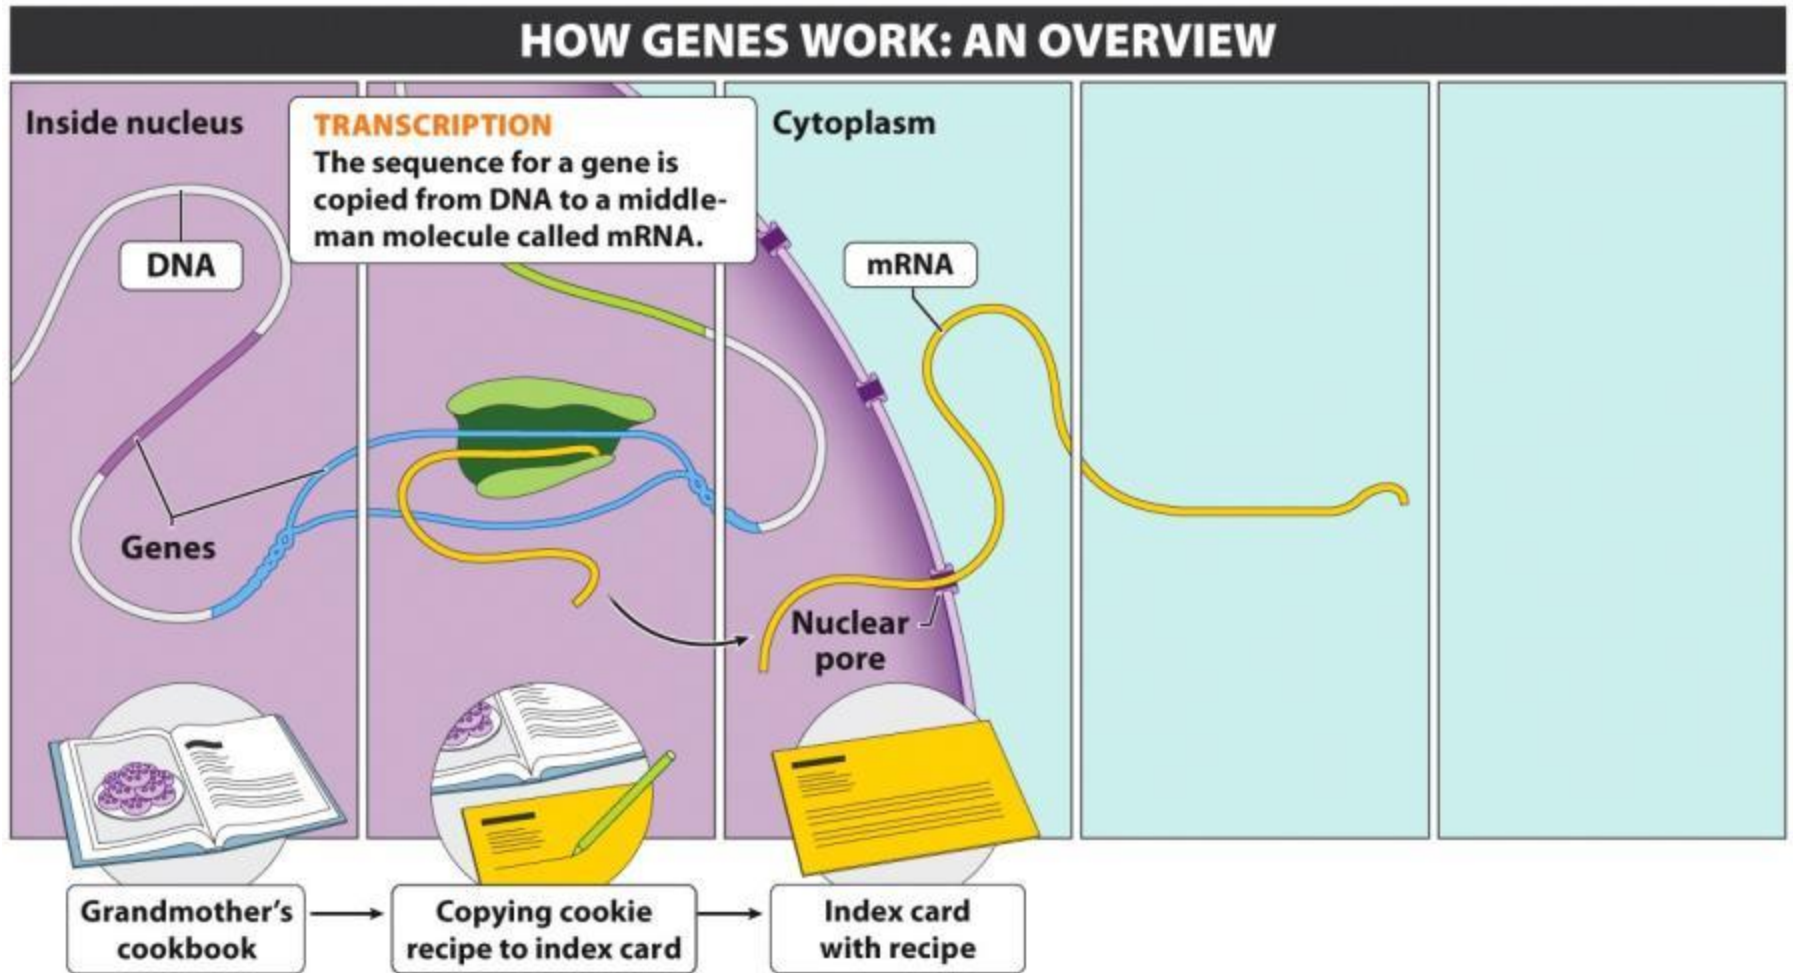 HOW GENES WORK: AN OVERVIEW
Inside nucleus
TRANSCRIPTION
The sequence for a gene is
copied from DNA to a middle-
man molecule called mRNA.
Cytoplasm
DNA
mRNA
Genes
Nuclear
pore
Grandmother's
cookbook
Copying cookie
recipe to index card
Index card
with recipe